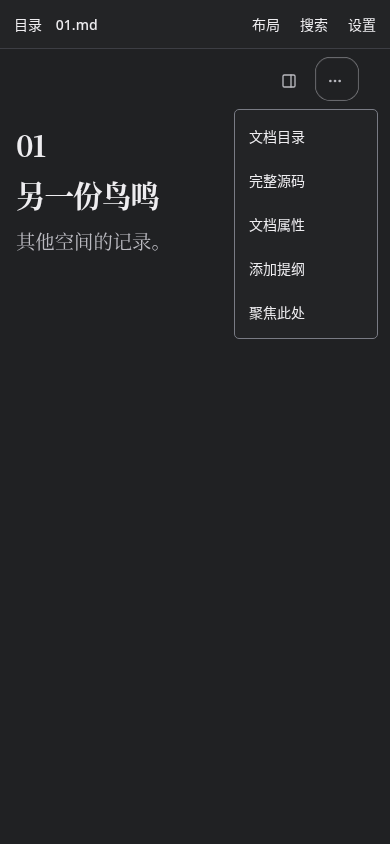 目录 01.md 布局 搜索 设置
01
另一份鸟鸣
其他空间的记录。
文档目录
完整源码
文档属性
添加提纲
聚焦此处